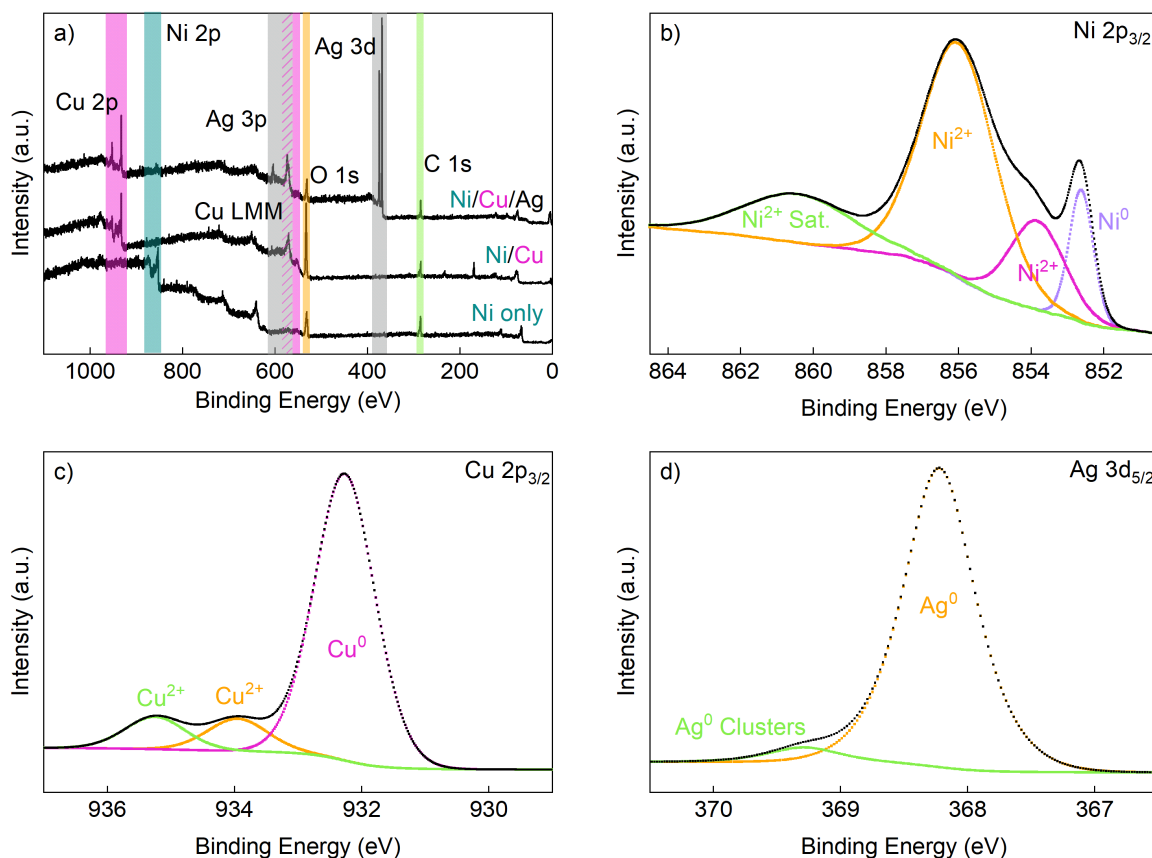 a)
Ni 2p
Ag 3d
Cu 2p
Ag 3p
O 1s
C 1s
Ni/Cu/Ag
Cu LMM
Ni/Cu
Ni only
Intensity (a.u.)
1000 800 600 400 200 0
Binding Energy (eV)
b)
Ni 2p3/2
Ni2+
Ni2+ Sat.
Ni2+
Ni0
Intensity (a.u.)
864 862 860 858 856 854 852
Binding Energy (eV)
c)
Cu 2p3/2
Cu0
Cu2+
Cu2+
Intensity (a.u.)
936 934 932 930
Binding Energy (eV)
d)
Ag 3d5/2
Ag0
Ag0 Clusters
Intensity (a.u.)
370 369 368 367
Binding Energy (eV)